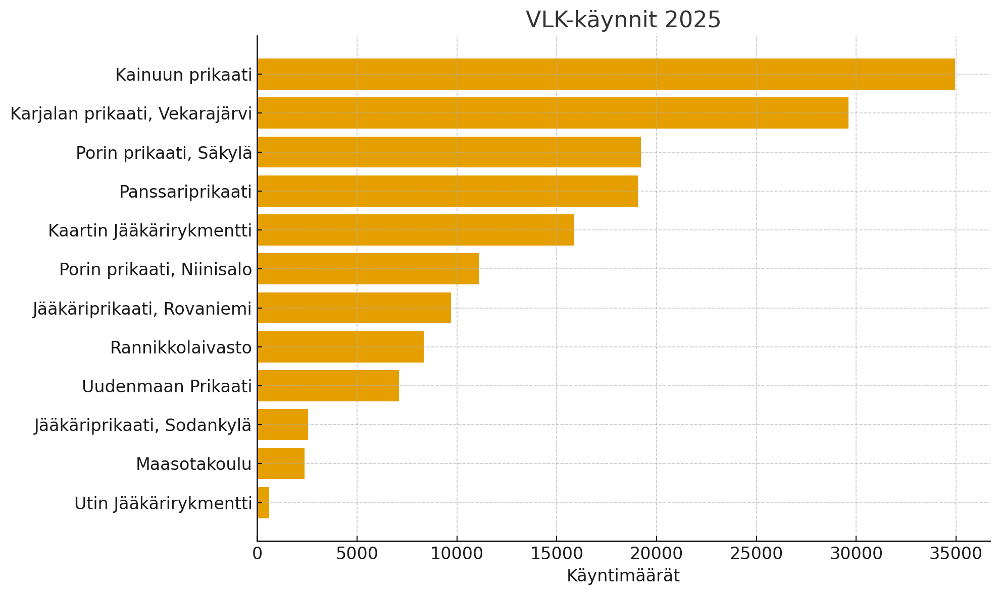 VLK-käynnit 2025
Kainuun prikaati
Karjalan prikaati, Vekarajärvi
Porin prikaati, Säkylä
Panssariprikaati
Kaartin Jääkärirykmentti
Porin prikaati, Niinisalo
Jääkäriprikaati, Rovaniemi
Rannikkolaivasto
Uudenmaan Prikaati
Jääkäriprikaati, Sodankylä
Maasotakoulu
Utin Jääkärirykmentti
0 5000 10000 15000 20000 25000 30000 35000
Käyntimäärät